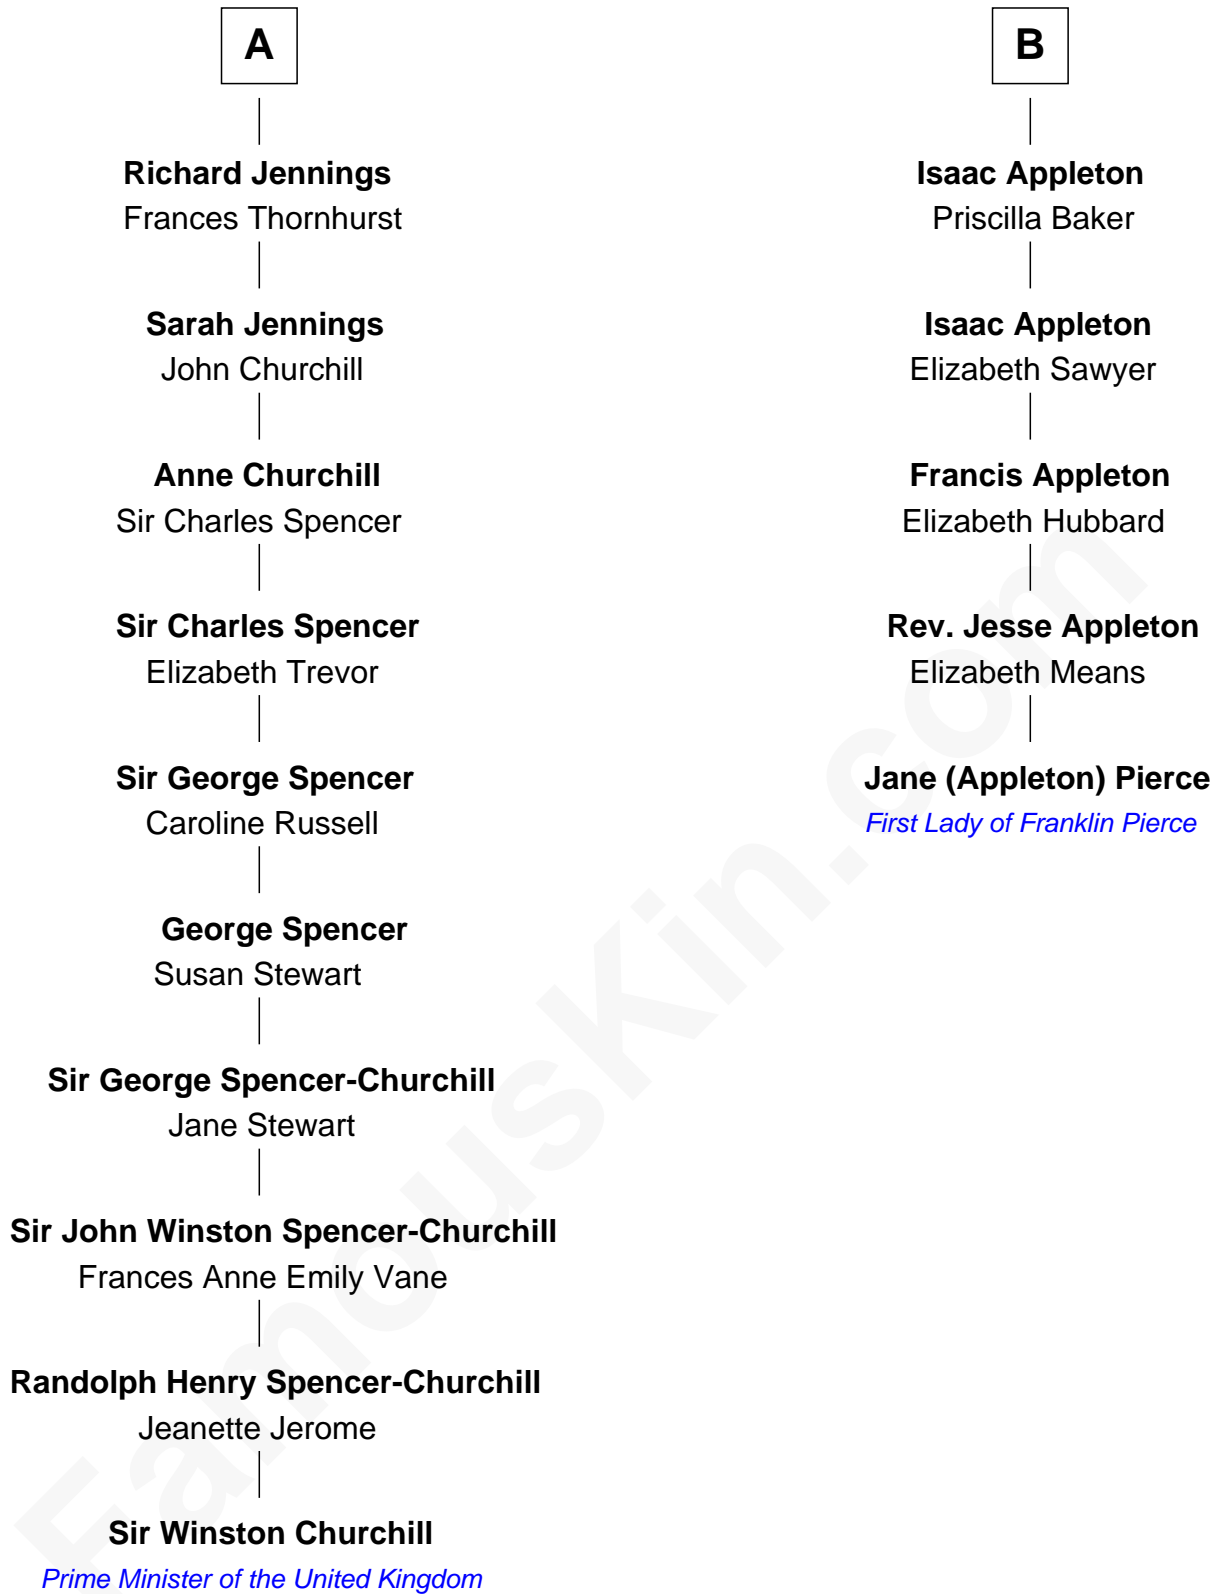 A
Richard Jennings
Frances Thornhurst
Sarah Jennings
John Churchill
Anne Churchill
Sir Charles Spencer
Sir Charles Spencer
Elizabeth Trevor
Sir George Spencer
Caroline Russell
George Spencer
Susan Stewart
Sir George Spencer-Churchill
Jane Stewart
Sir John Winston Spencer-Churchill
Frances Anne Emily Vane
Randolph Henry Spencer-Churchill
Jeanette Jerome
Sir Winston Churchill
Prime Minister of the United Kingdom
B
Isaac Appleton
Priscilla Baker
Isaac Appleton
Elizabeth Sawyer
Francis Appleton
Elizabeth Hubbard
Rev. Jesse Appleton
Elizabeth Means
Jane (Appleton) Pierce
First Lady of Franklin Pierce
FamousKin.com